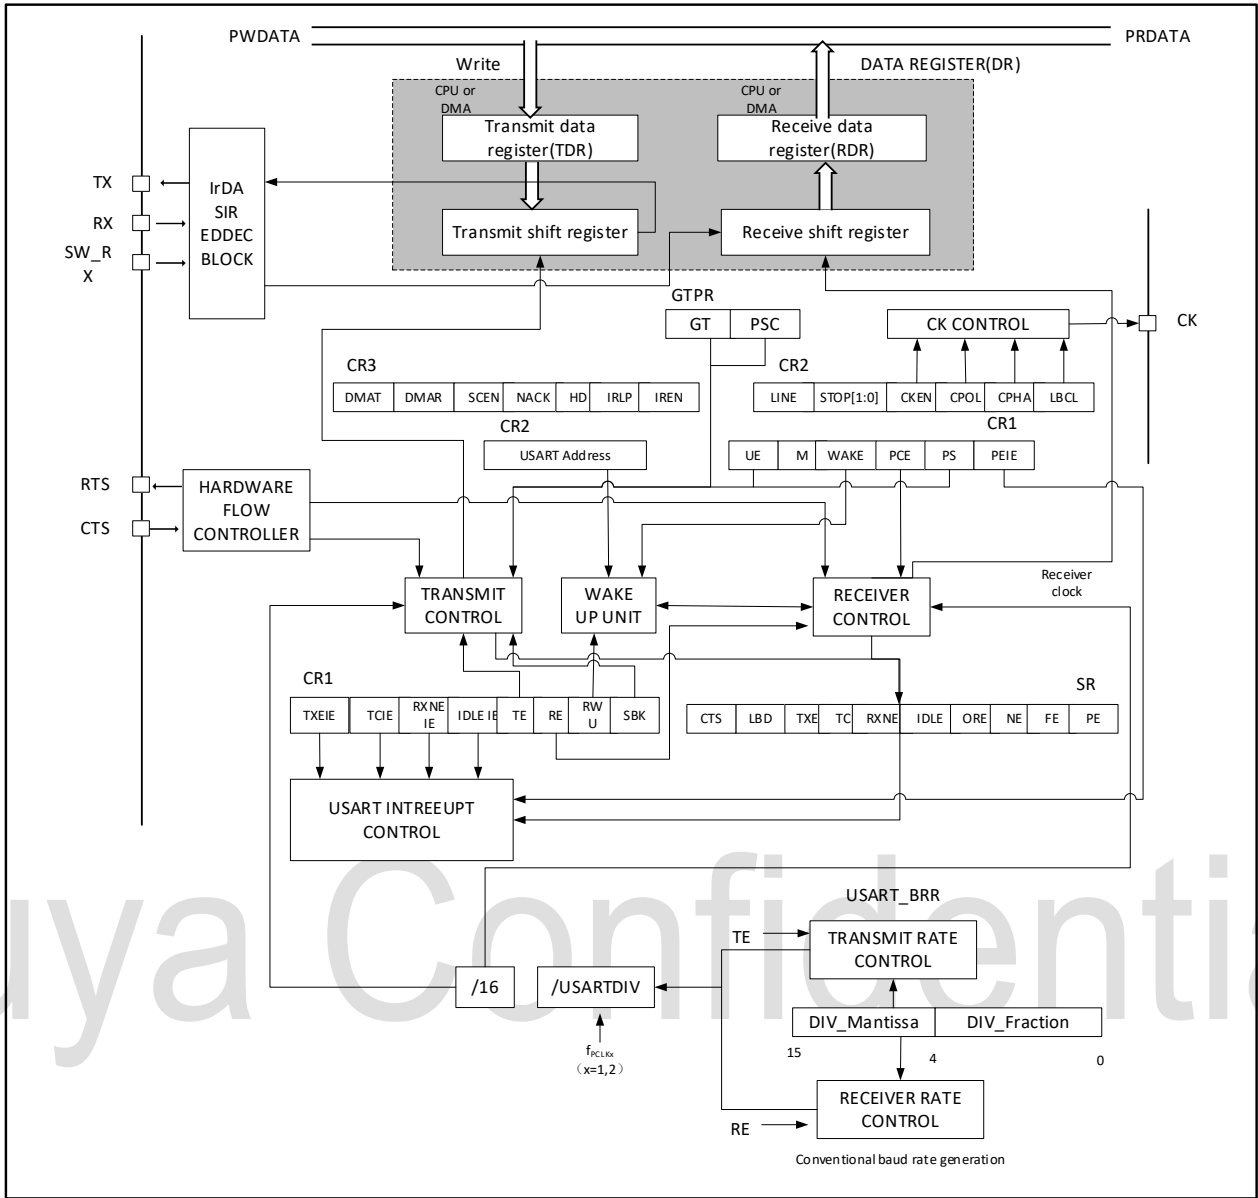 PWDATA
PRDATA
Write
DATA REGISTER(DR)
CPU or
DMA
CPU or
DMA
Transmit data
register(TDR)
Receive data
register(RDR)
TX
RX
SW_R
X
IrDA
SIR
EDDEC
BLOCK
Transmit shift register
Receive shift register
GTPR
GT
PSC
CK CONTROL
CK
CR3
DMAT
DMAR
SCEN
NACK
HD
IRLP
IREN
CR2
LINE
STOP[1:0]
CKEN
CPOL
CPHA
LBCL
CR2
USART Address
CR1
UE
M
WAKE
PCE
PS
PEIE
RTS
CTS
HARDWARE
FLOW
CONTROLLER
TRANSMIT
CONTROL
WAKE
UP UNIT
RECEIVER
CONTROL
Receiver
clock
CR1
TXEIE
TCIE
RXNE
IE
IDLE IE
TE
RE
RW
U
SBK
SR
CTS
LBD
TXE
TC
RXNE
IDLE
ORE
NE
FE
PE
USART INTREEUPT
CONTROL
uya Confidentia
USART_BRR
TE
TRANSMIT RATE
CONTROL
/16
/USARTDIV
DIV_Mantissa
DIV_Fraction
15
4
0
fPCLKx
（x=1,2）
RECEIVER RATE
CONTROL
RE
Conventional baud rate generation